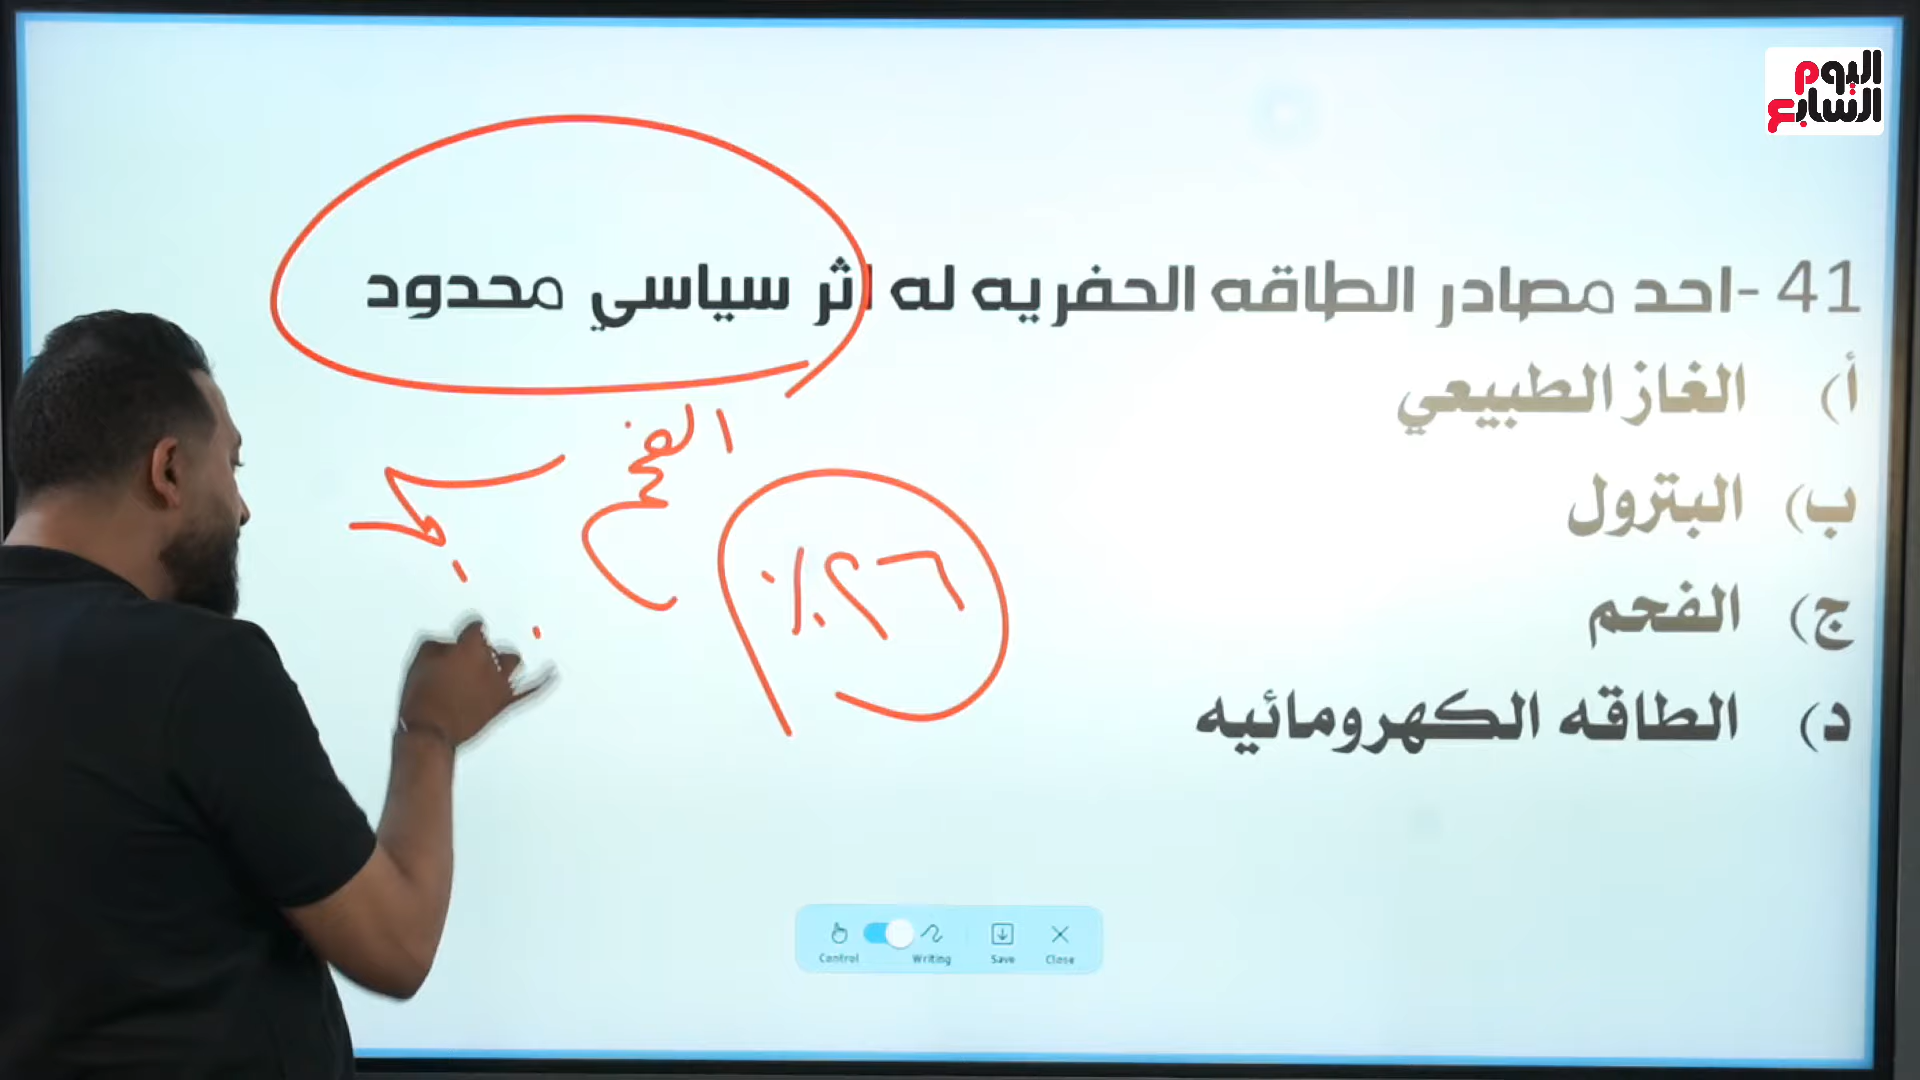 اليوم
السابع
41 -احد مصادر الطاقه الحفريه له اثر سياسي محدود
أ) الغاز الطبيعي
ب) البترول
ج) الفحم
د) الطاقه الكهرومائيه
الفحم
٢٦٪
Control Writing Save Close